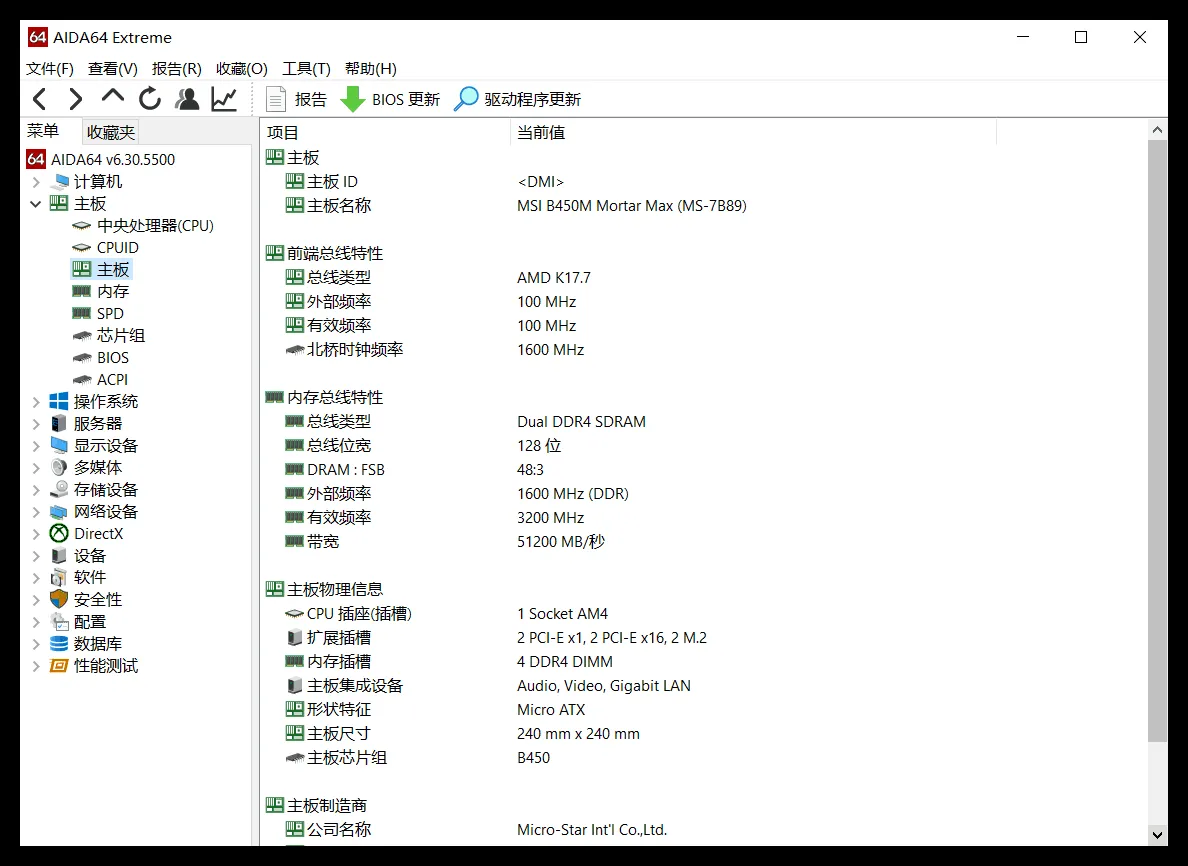 64 AIDA64 Extreme
文件(F) 查看(V) 报告(R) 收藏(O) 工具(T) 帮助(H)
报告 BIOS 更新 驱动程序更新
菜单 收藏夹
64 AIDA64 v6.30.5500
计算机
主板
中央处理器(CPU)
CPUID
主板
内存
SPD
芯片组
BIOS
ACPI
操作系统
服务器
显示设备
多媒体
存储设备
网络设备
DirectX
设备
软件
安全性
配置
数据库
性能测试
项目 当前值
主板
主板 ID <DMI>
主板名称 MSI B450M Mortar Max (MS-7B89)
前端总线特性
总线类型 AMD K17.7
外部频率 100 MHz
有效频率 100 MHz
北桥时钟频率 1600 MHz
内存总线特性
总线类型 Dual DDR4 SDRAM
总线位宽 128 位
DRAM : FSB 48:3
外部频率 1600 MHz (DDR)
有效频率 3200 MHz
带宽 51200 MB/秒
主板物理信息
CPU 插座(插槽) 1 Socket AM4
扩展插槽 2 PCI-E x1, 2 PCI-E x16, 2 M.2
内存插槽 4 DDR4 DIMM
主板集成设备 Audio, Video, Gigabit LAN
形状特征 Micro ATX
主板尺寸 240 mm x 240 mm
主板芯片组 B450
主板制造商
公司名称 Micro-Star Int'l Co.,Ltd.